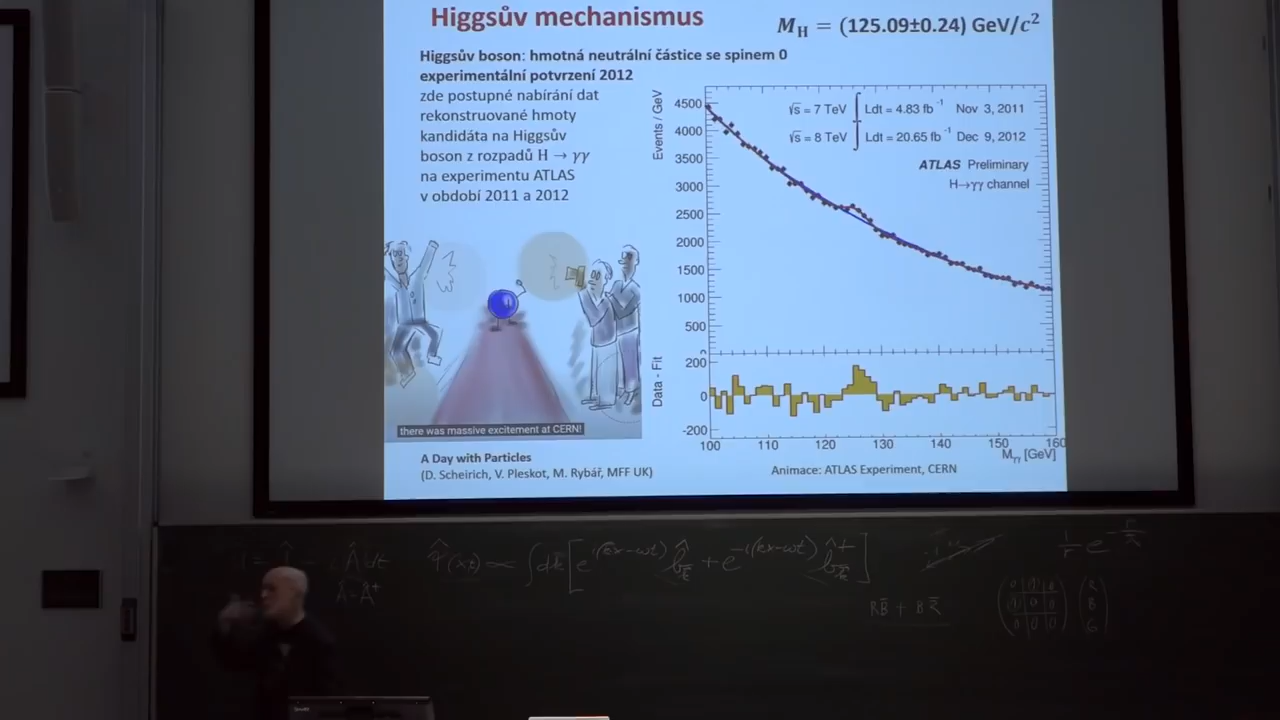 Higgsův mechanismus
M_H = (125.09±0.24) GeV/c²
Higgsův boson: hmotná neutrální částice se spinem 0
experimentální potvrzení 2012
zde postupné nabírání dat
rekonstruované hmoty
kandidáta na Higgsův
boson z rozpadů H → γγ
na experimentu ATLAS
v období 2011 a 2012
there was massive excitement at CERN!
A Day with Particles
(D. Scheirich, V. Pleskot, M. Rybář, MFF UK)
Events / GeV
4500
4000
3500
3000
2500
2000
1500
1000
500
0
√s = 7 TeV ∫ Ldt = 4.83 fb⁻¹ Nov 3, 2011
√s = 8 TeV ∫ Ldt = 20.65 fb⁻¹ Dec 9, 2012
ATLAS Preliminary
H→γγ channel
Data - Fit
200
0
-200
100 110 120 130 140 150 160
M_γγ [GeV]
Animace: ATLAS Experiment, CERN
RB̄ + BR̄